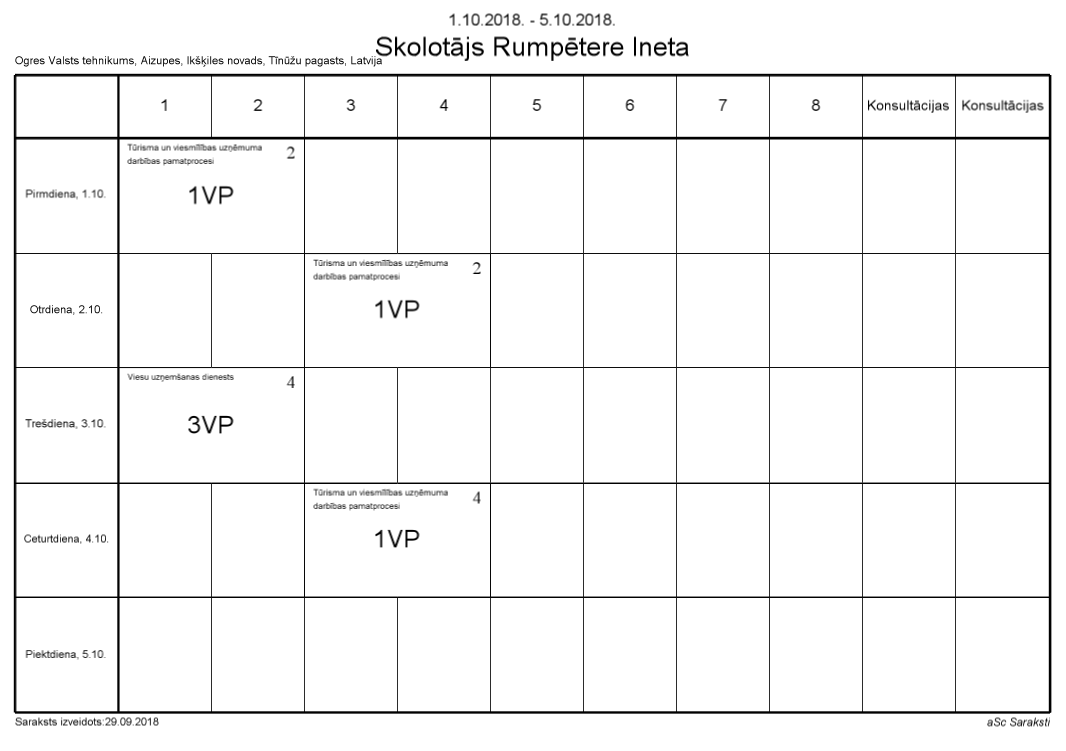 1.10.2018. - 5.10.2018.
Skolotājs Rumpētere Ineta
Ogres Valsts tehnikums, Aizupes, Ikšķiles novads, Tīnūžu pagasts, Latvija
1 2 3 4 5 6 7 8 Konsultācijas Konsultācijas
Pirmdiena, 1.10.
Tūrisma un viesmīlības uzņēmuma
darbības pamatprocesi
2
1VP
Otrdiena, 2.10.
Tūrisma un viesmīlības uzņēmuma
darbības pamatprocesi
2
1VP
Trešdiena, 3.10.
Viesu uzņemšanas dienests
4
3VP
Ceturtdiena, 4.10.
Tūrisma un viesmīlības uzņēmuma
darbības pamatprocesi
4
1VP
Piektdiena, 5.10.
Saraksts izveidots:29.09.2018
aSc Saraksti